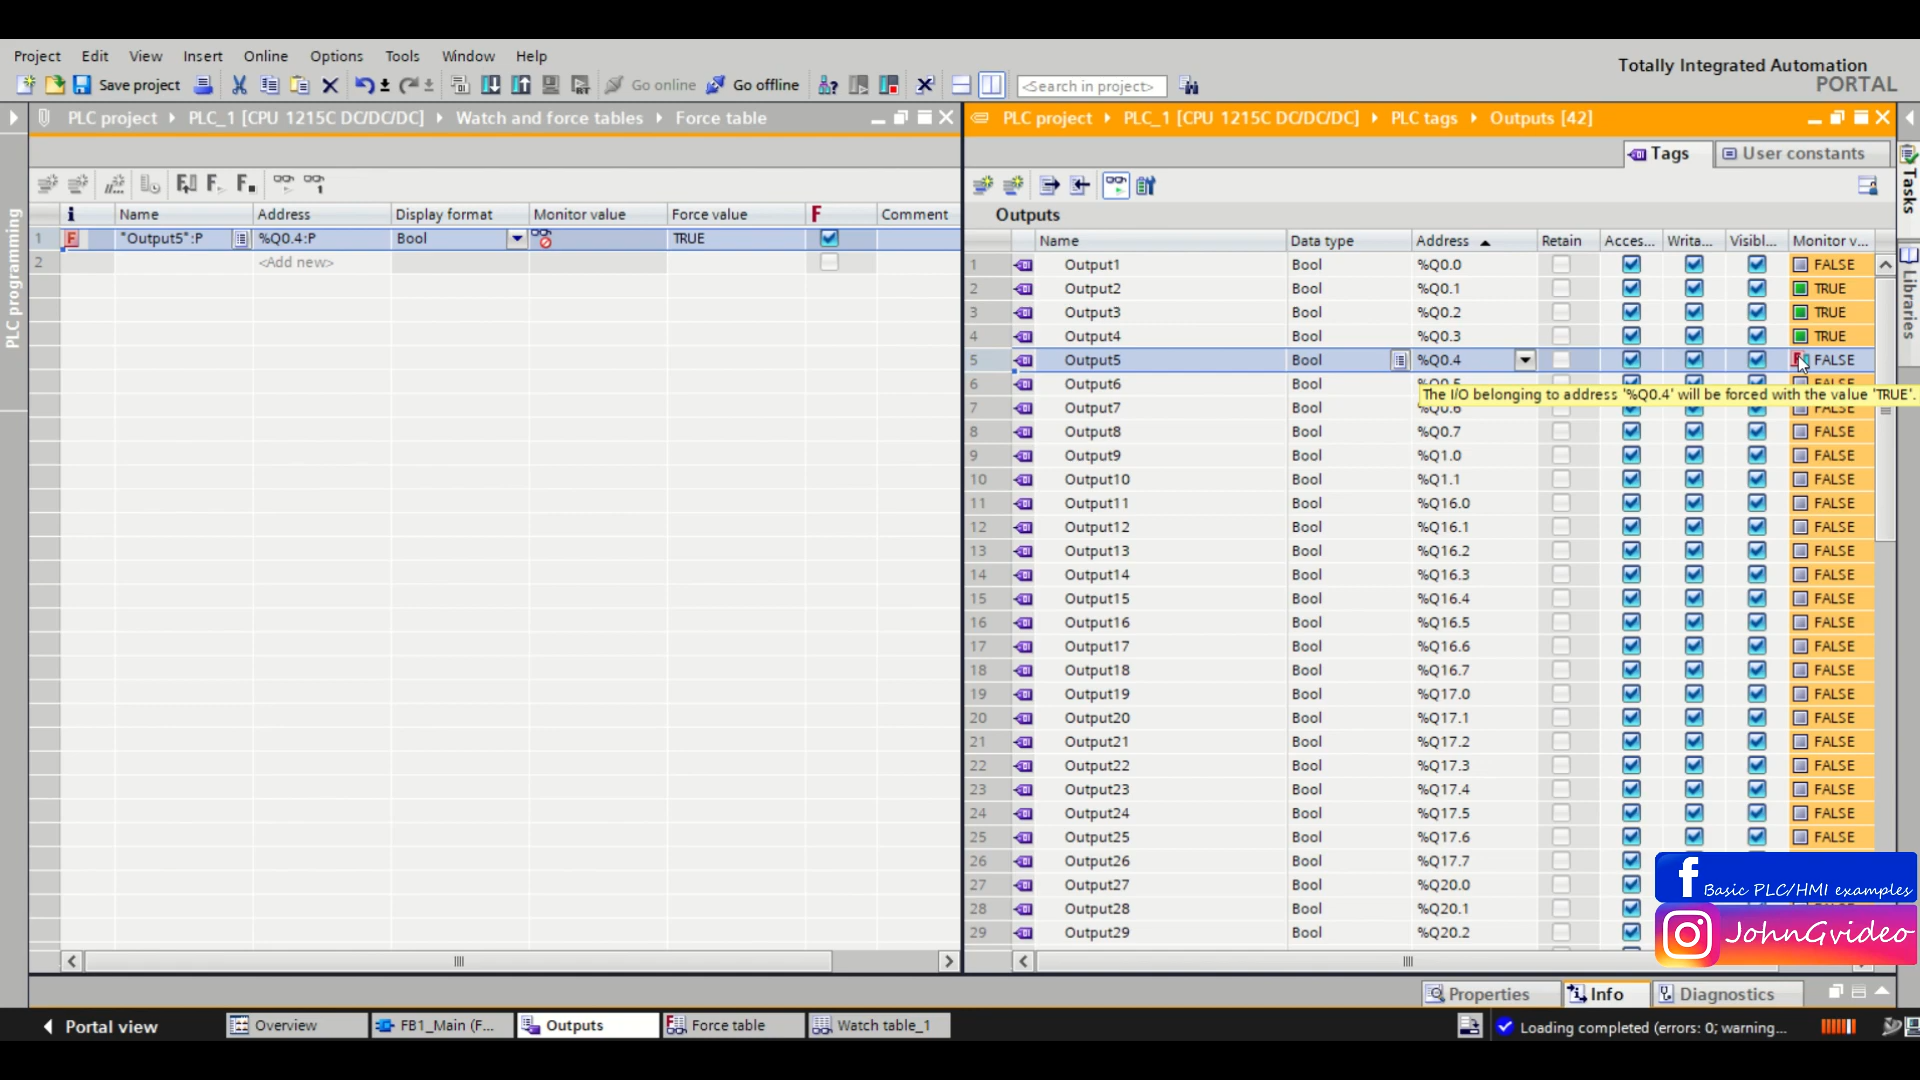 Project Edit View Insert Online Options Tools Window Help
Totally Integrated Automation
PORTAL
Save project Go online Go offline <Search in project>
PLC project PLC_1 [CPU 1215C DC/DC/DC] Watch and force tables Force table
PLC project PLC_1 [CPU 1215C DC/DC/DC] PLC tags Outputs [42]
Tags User constants
PLC programming
Tasks
Libraries
i Name Address Display format Monitor value Force value F Comment
1 F "Output5":P %Q0.4:P Bool TRUE
2 <Add new>
Outputs
Name Data type Address Retain Acces... Writa... Visibl... Monitor v...
1 Output1 Bool %Q0.0 FALSE
2 Output2 Bool %Q0.1 TRUE
3 Output3 Bool %Q0.2 TRUE
4 Output4 Bool %Q0.3 TRUE
5 Output5 Bool %Q0.4 FALSE
6 Output6 Bool
The I/O belonging to address '%Q0.4' will be forced with the value 'TRUE'.
7 Output7 Bool %Q0.6 FALSE
8 Output8 Bool %Q0.7 FALSE
9 Output9 Bool %Q1.0 FALSE
10 Output10 Bool %Q1.1 FALSE
11 Output11 Bool %Q16.0 FALSE
12 Output12 Bool %Q16.1 FALSE
13 Output13 Bool %Q16.2 FALSE
14 Output14 Bool %Q16.3 FALSE
15 Output15 Bool %Q16.4 FALSE
16 Output16 Bool %Q16.5 FALSE
17 Output17 Bool %Q16.6 FALSE
18 Output18 Bool %Q16.7 FALSE
19 Output19 Bool %Q17.0 FALSE
20 Output20 Bool %Q17.1 FALSE
21 Output21 Bool %Q17.2 FALSE
22 Output22 Bool %Q17.3 FALSE
23 Output23 Bool %Q17.4 FALSE
24 Output24 Bool %Q17.5 FALSE
25 Output25 Bool %Q17.6 FALSE
26 Output26 Bool %Q17.7
27 Output27 Bool %Q20.0
28 Output28 Bool %Q20.1
29 Output29 Bool %Q20.2
f Basic PLC/HMI examples
JohnGvideo
Properties Info Diagnostics
Portal view Overview FB1_Main (F... Outputs Force table Watch table_1 Loading completed (errors: 0; warning...